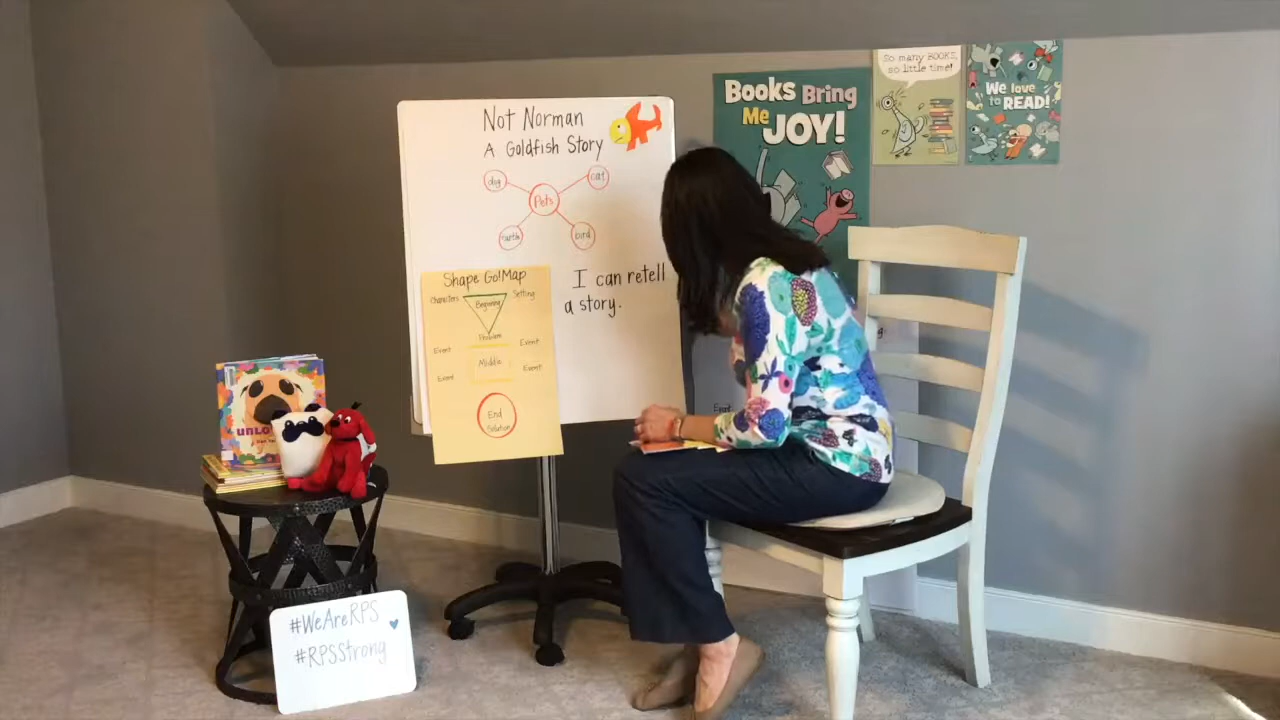 Not Norman
A Goldfish Story
dog
cat
Pets
turtle
bird
I can retell
a story.
Shape Go! Map
Characters
Beginning
Setting
Problem
Event
Event
Middle
Event
Event
End
Solution
Books Bring
Me
JOY!
So many BOOKS,
so little time!
We love
to READ!
#WeAreRPS
#RPSStrong